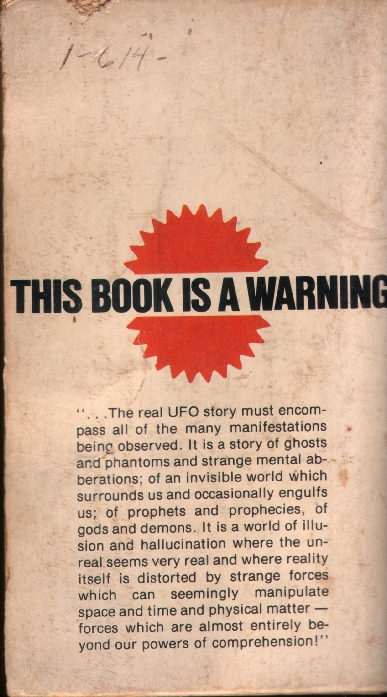 1-614-
THIS BOOK IS A WARNING
“. . .The real UFO story must encom-
pass all of the many manifestations
being observed. It is a story of ghosts
and phantoms and strange mental ab-
berations; of an invisible world which
surrounds us and occasionally engulfs
us; of prophets and prophecies, of
gods and demons. It is a world of illu-
sion and hallucination where the un-
real seems very real and where reality
itself is distorted by strange forces
which can seemingly manipulate
space and time and physical matter —
forces which are almost entirely be-
yond our powers of comprehension!”